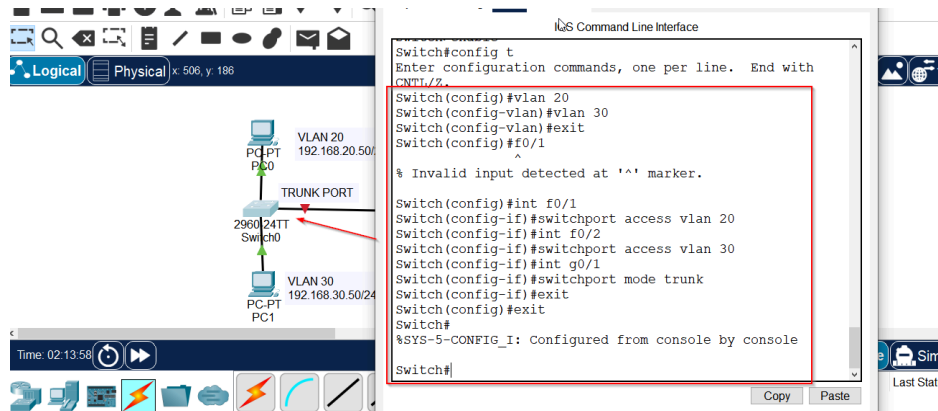 IOS Command Line Interface
Switch#config t
Enter configuration commands, one per line. End with
CNTL/Z.
Switch(config)#vlan 20
Switch(config-vlan)#vlan 30
Switch(config-vlan)#exit
Switch(config)#f0/1
^
% Invalid input detected at '^' marker.
Switch(config)#int f0/1
Switch(config-if)#switchport access vlan 20
Switch(config-if)#int f0/2
Switch(config-if)#switchport access vlan 30
Switch(config-if)#int g0/1
Switch(config-if)#switchport mode trunk
Switch(config-if)#exit
Switch(config)#exit
Switch#
%SYS-5-CONFIG_I: Configured from console by console
Switch#
Copy
Paste
Logical
Physical
x: 506, y: 186
VLAN 20
192.168.20.50/
PC-PT
PC0
TRUNK PORT
2960-24TT
Switch0
VLAN 30
192.168.30.50/24
PC-PT
PC1
Time: 02:13:58
Sim
Last Stat